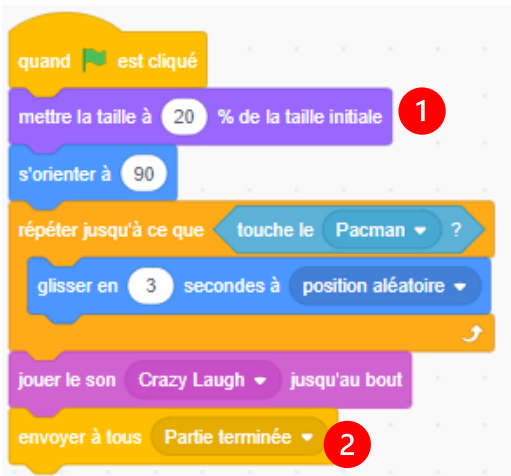 quand est cliqué
mettre la taille à 20 % de la taille initiale 1
s'orienter à 90
répéter jusqu'à ce que touche le Pacman ?
glisser en 3 secondes à position aléatoire
jouer le son Crazy Laugh jusqu'au bout
envoyer à tous Partie terminée 2